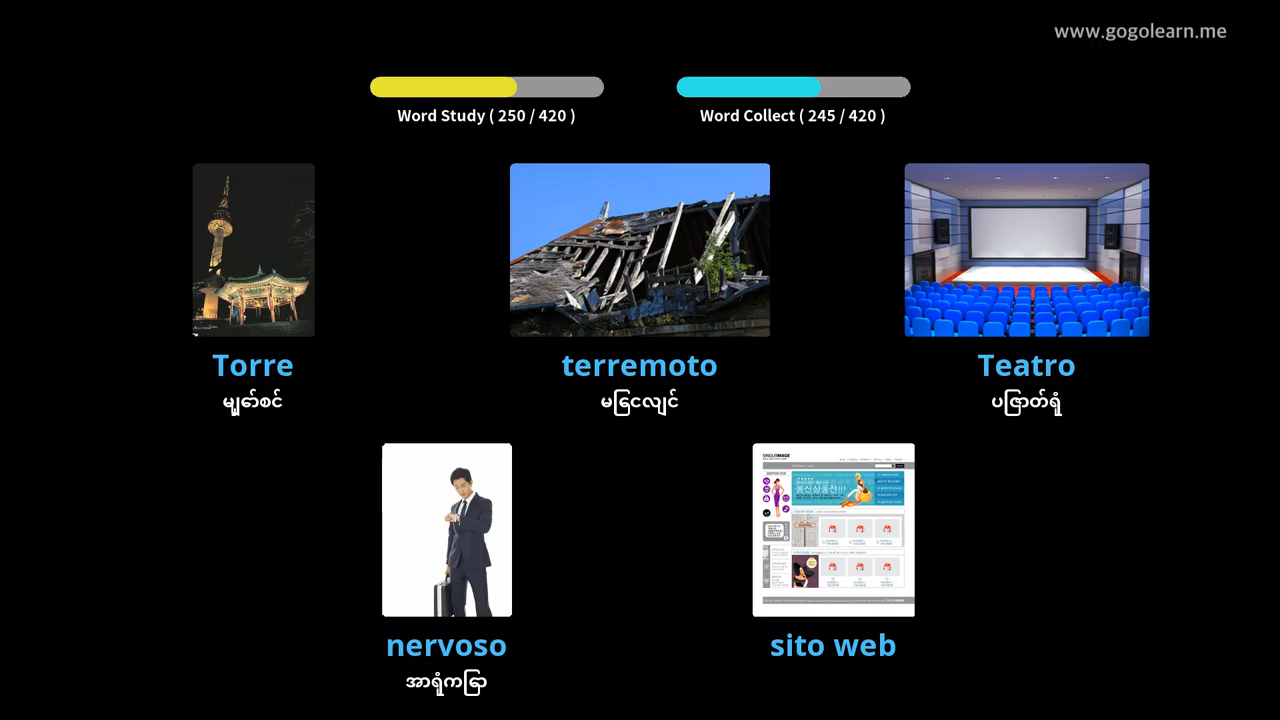 www.gogolearn.me
Word Study ( 250 / 420 )
Word Collect ( 245 / 420 )
Torre
terremoto
Teatro
မျှော်စင်
မြေငလျင်
ပြဇာတ်ရုံ
nervoso
sito web
အာရုံကြော